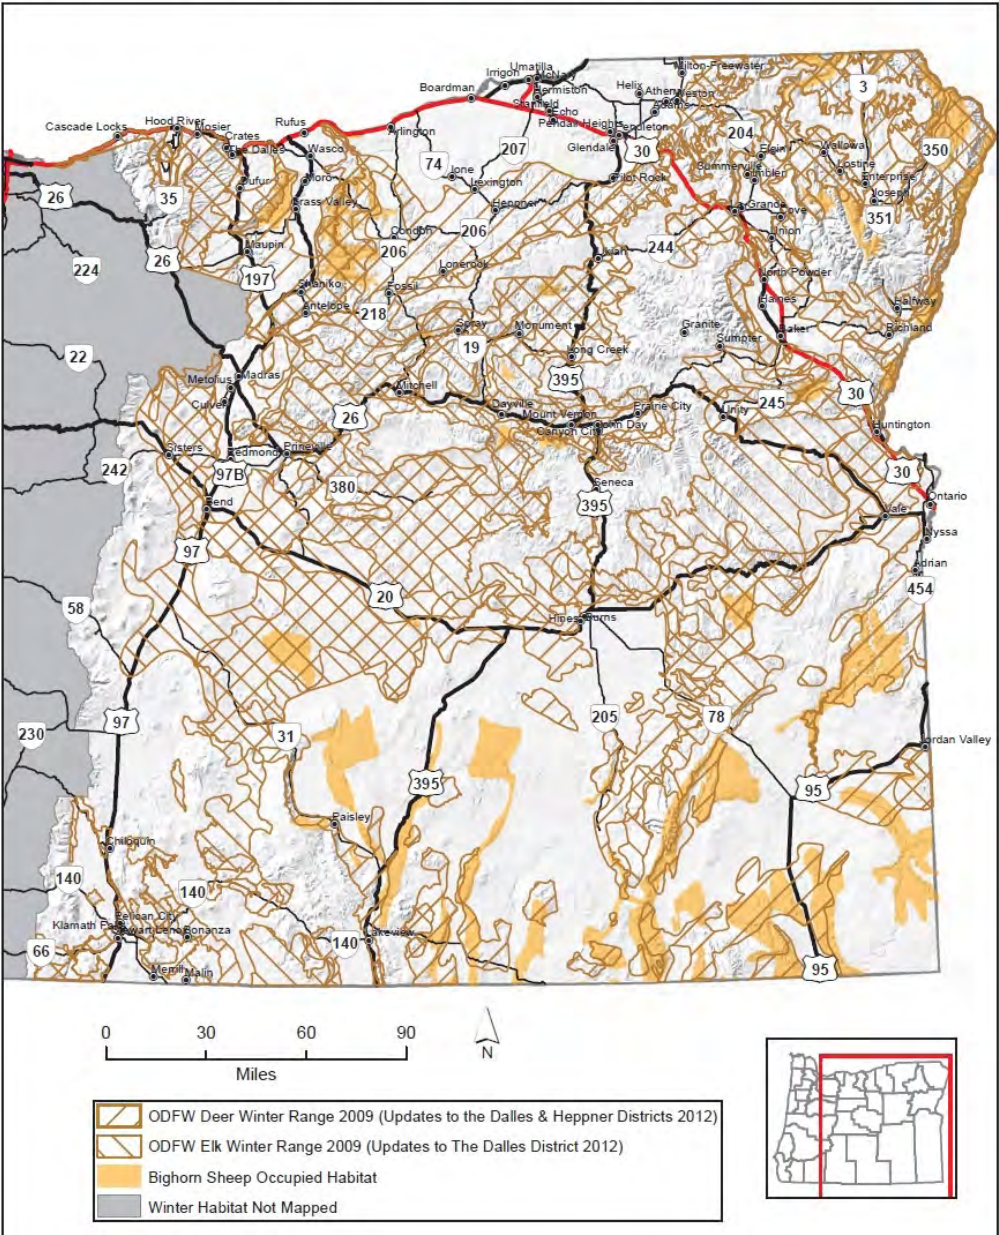 Umatilla
Irrigon
McNary
Milton-Freewater
Boardman
Hermiston
Helix
Athena
Weston
Stanfield
Adams
3
Hood River
Mosier
Rufus
Echo
Cascade Locks
Arlington
Pendair Heights
Pendleton
204
Crates
The Dalles
Wasco
207
Glendale
30
Elgin
Wallowa
350
74
Ione
Pilot Rock
Summerville
Imbler
Lostine
Enterprise
26
35
Dufur
Moro
Lexington
Joseph
Grass Valley
Heppner
La Grande
Cove
351
Condon
206
Union
26
Maupin
206
244
Ukiah
224
197
Lonerock
North Powder
Shaniko
Fossil
Haines
Halfway
Antelope
218
Spray
Monument
Granite
Baker
Richland
22
19
Sumpter
Long Creek
Metolius
Madras
Mitchell
395
30
Culver
26
Dayville
Mount Vernon
Prairie City
Unity
245
Canyon City
John Day
Huntington
Sisters
Redmond
Prineville
242
97B
30
380
Seneca
Ontario
Bend
395
Vale
Nyssa
97
Adrian
20
454
58
Hines
Burns
97
205
78
230
31
Jordan Valley
395
95
Paisley
Chiloquin
140
140
Pelican City
Klamath Falls
Stewart Lenox
Bonanza
66
140
Lakeview
95
Merrill
Malin
0
30
60
90
N
Miles
ODFW Deer Winter Range 2009 (Updates to the Dalles & Heppner Districts 2012)
ODFW Elk Winter Range 2009 (Updates to The Dalles District 2012)
Bighorn Sheep Occupied Habitat
Winter Habitat Not Mapped